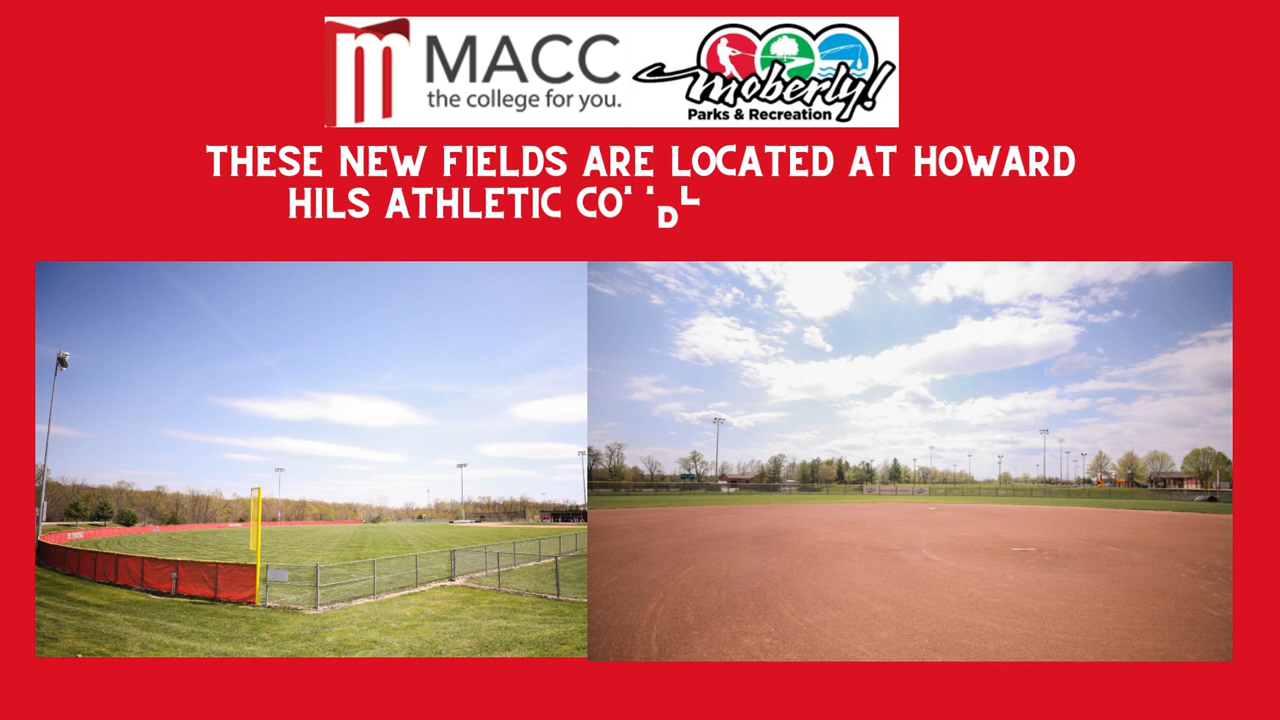 MACC
the college for you.
moberly!
Parks & Recreation
THESE NEW FIELDS ARE LOCATED AT HOWARD
HILS ATHLETIC